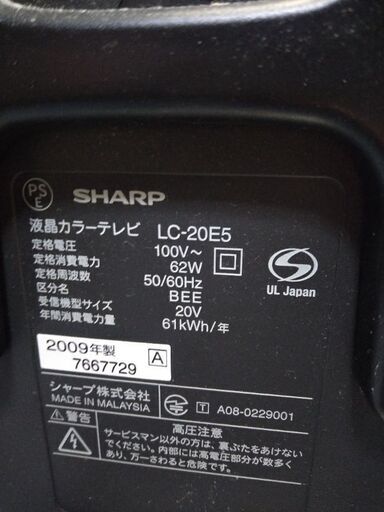 PS
E
SHARP
液晶カラーテレビ LC-20E5
定格電圧 100V～
定格消費電力 62W
定格周波数 50/60Hz
区分名 BEE
受信機型サイズ 20V
年間消費電力量 61kWh/年
S
UL Japan
2009年製 A
7667729
シャープ株式会社
MADE IN MALAYSIA
T A08-0229001
⚠警告 高圧注意
サービスマン以外の方は、裏ぶたをあけない
でください。内部には高電圧部分が数多く
あり、万一さわると危険です。